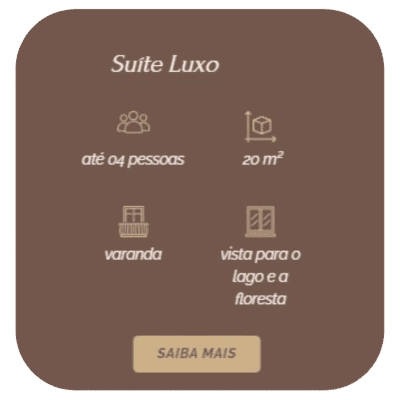 Suíte Luxo
até 04 pessoas
20 m²
varanda
vista para o
lago e a
floresta
SAIBA MAIS